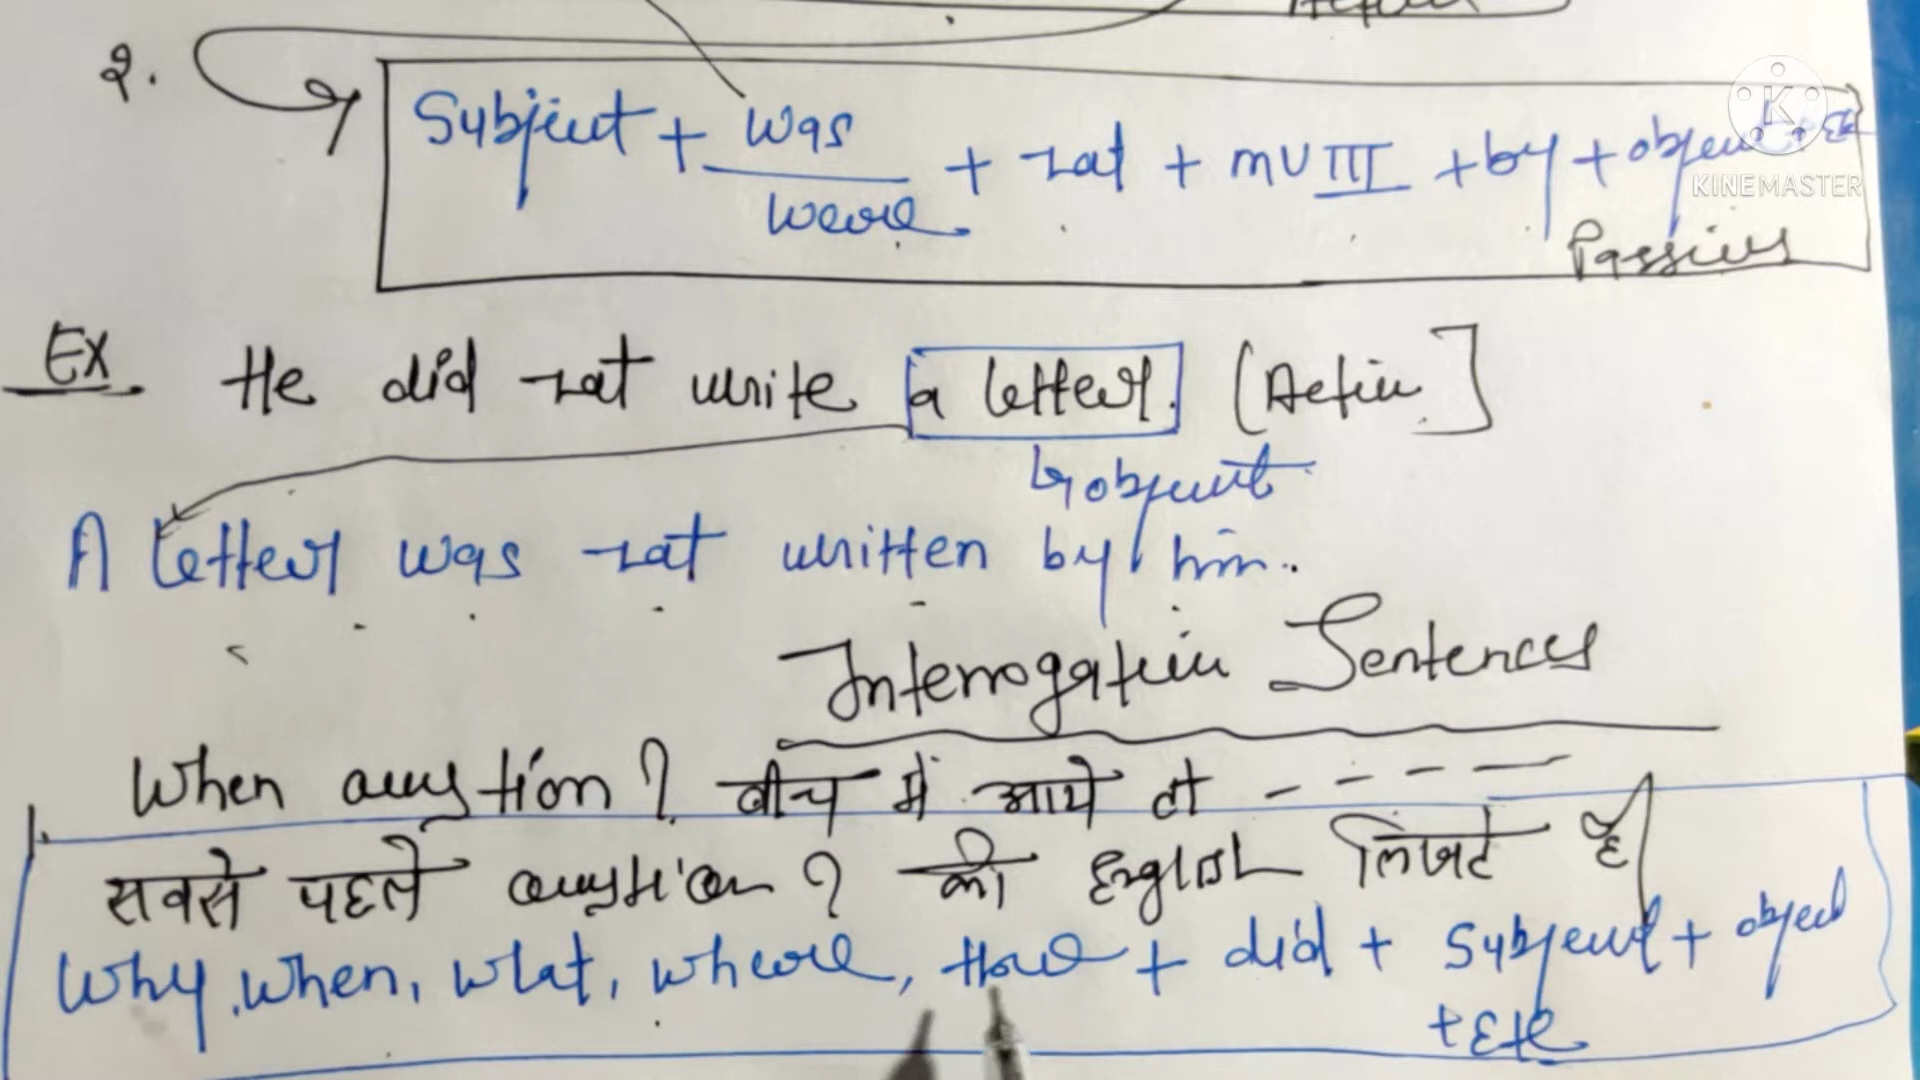 २.
Subject + was / were + not + mV III + by + object + Etc
KINEMASTER
Passive
Ex He did not write a letter. (Active]
↳ object
A letter was not written by him.
Interrogative Sentences
When question? बीच में आये तो - - - -
सबसे पहले question? की English लिखते है
Why, when, what, where, How + did + Subject + object
+ Etc